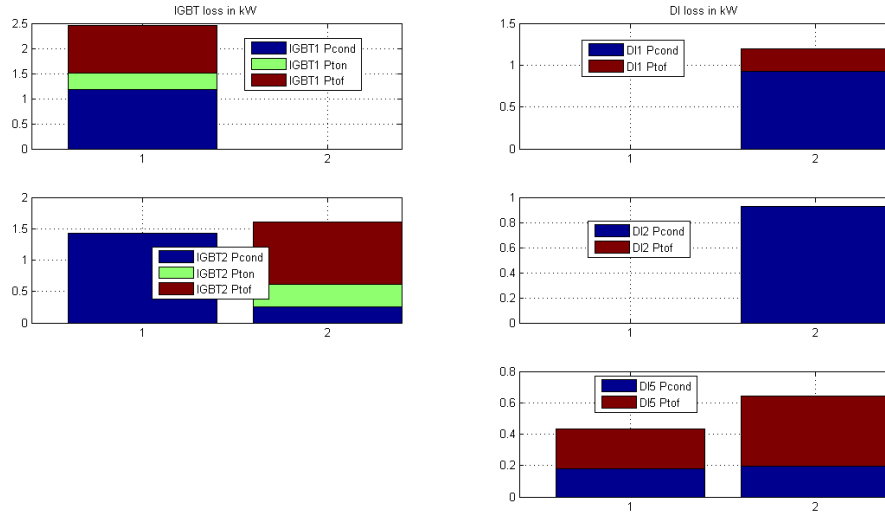 IGBT loss in kW
2.5
2
1.5
1
0.5
0
IGBT1 Pcond
IGBT1 Pton
IGBT1 Ptof
1 2
DI loss in kW
1.5
1
0.5
0
DI1 Pcond
DI1 Ptof
1 2
2
1.5
1
0.5
0
IGBT2 Pcond
IGBT2 Pton
IGBT2 Ptof
1 2
1
0.8
0.6
0.4
0.2
0
DI2 Pcond
DI2 Ptof
1 2
0.8
0.6
0.4
0.2
0
DI5 Pcond
DI5 Ptof
1 2